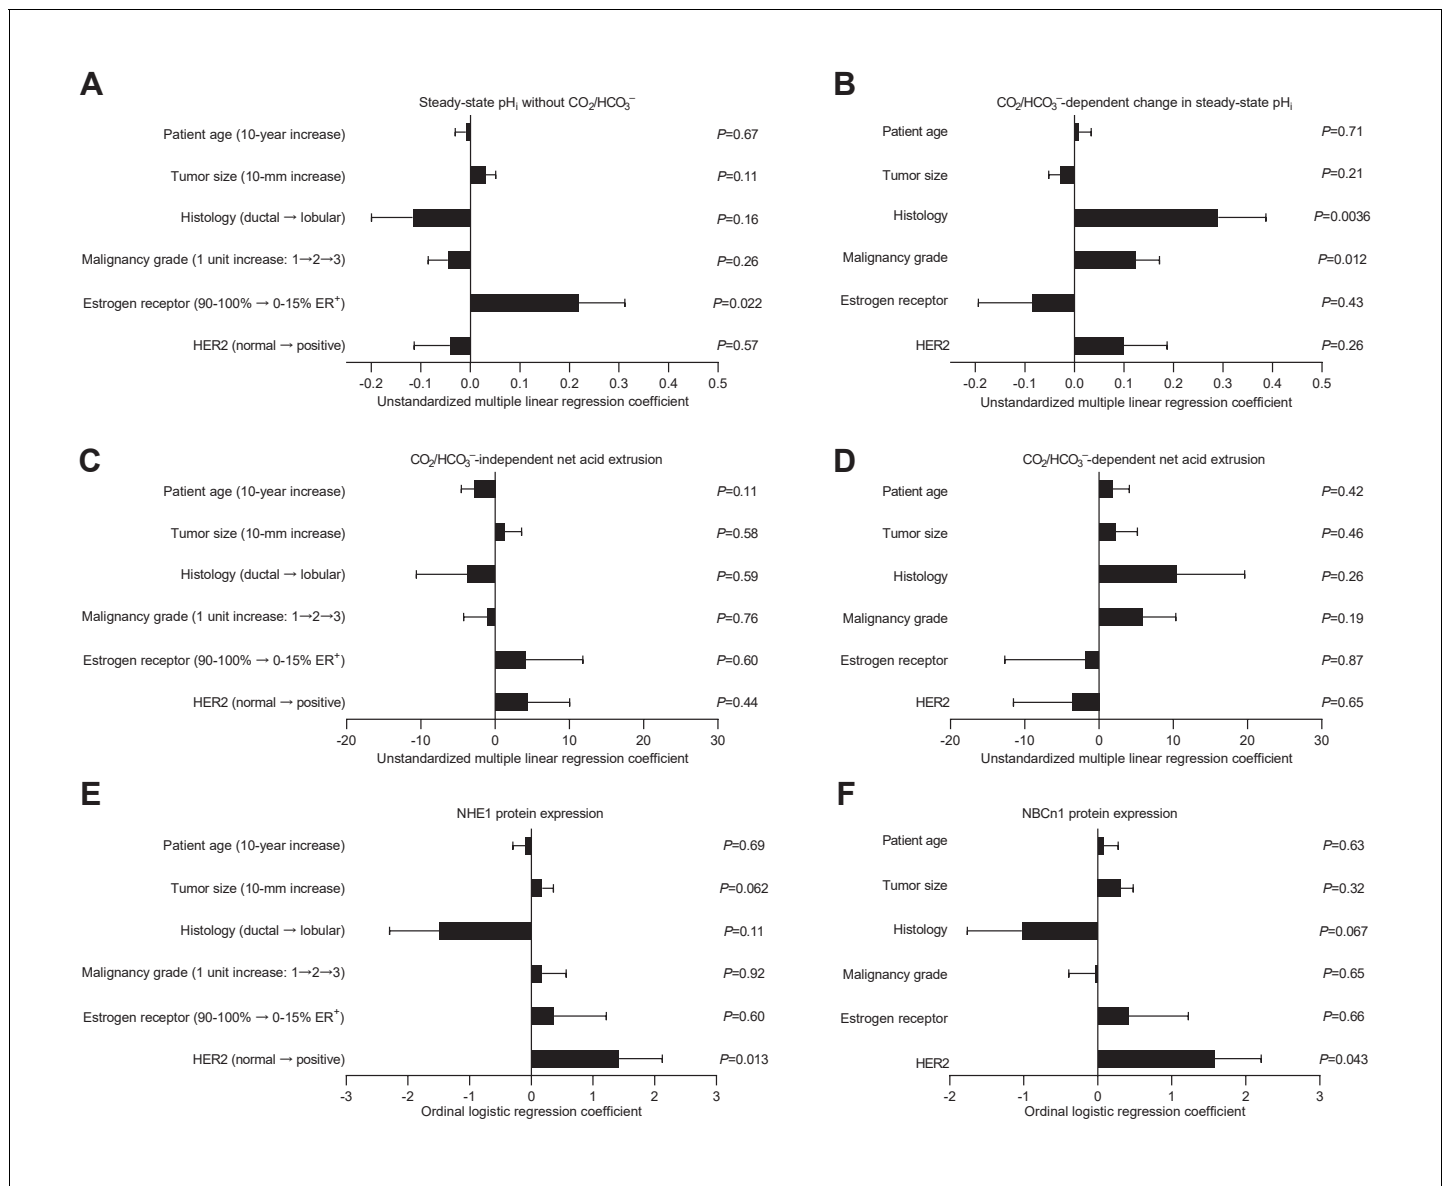 A
Steady-state pHi without CO2/HCO3−
Patient age (10-year increase) P=0.67
Tumor size (10-mm increase) P=0.11
Histology (ductal → lobular) P=0.16
Malignancy grade (1 unit increase: 1→2→3) P=0.26
Estrogen receptor (90-100% → 0-15% ER+) P=0.022
HER2 (normal → positive) P=0.57
-0.2 -0.1 0.0 0.1 0.2 0.3 0.4 0.5
Unstandardized multiple linear regression coefficient
B
CO2/HCO3−-dependent change in steady-state pHi
Patient age P=0.71
Tumor size P=0.21
Histology P=0.0036
Malignancy grade P=0.012
Estrogen receptor P=0.43
HER2 P=0.26
-0.2 -0.1 0.0 0.1 0.2 0.3 0.4 0.5
Unstandardized multiple linear regression coefficient
C
CO2/HCO3−-independent net acid extrusion
Patient age (10-year increase) P=0.11
Tumor size (10-mm increase) P=0.58
Histology (ductal → lobular) P=0.59
Malignancy grade (1 unit increase: 1→2→3) P=0.76
Estrogen receptor (90-100% → 0-15% ER+) P=0.60
HER2 (normal → positive) P=0.44
-20 -10 0 10 20 30
Unstandardized multiple linear regression coefficient
D
CO2/HCO3−-dependent net acid extrusion
Patient age P=0.42
Tumor size P=0.46
Histology P=0.26
Malignancy grade P=0.19
Estrogen receptor P=0.87
HER2 P=0.65
-20 -10 0 10 20 30
Unstandardized multiple linear regression coefficient
E
NHE1 protein expression
Patient age (10-year increase) P=0.69
Tumor size (10-mm increase) P=0.062
Histology (ductal → lobular) P=0.11
Malignancy grade (1 unit increase: 1→2→3) P=0.92
Estrogen receptor (90-100% → 0-15% ER+) P=0.60
HER2 (normal → positive) P=0.013
-3 -2 -1 0 1 2 3
Ordinal logistic regression coefficient
F
NBCn1 protein expression
Patient age P=0.63
Tumor size P=0.32
Histology P=0.067
Malignancy grade P=0.65
Estrogen receptor P=0.66
HER2 P=0.043
-2 -1 0 1 2 3
Ordinal logistic regression coefficient